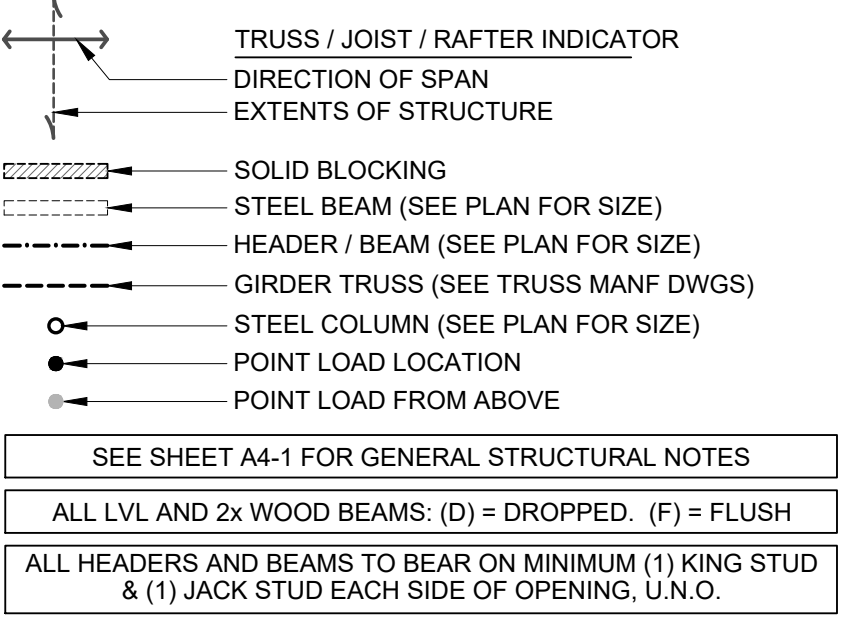 TRUSS / JOIST / RAFTER INDICATOR
DIRECTION OF SPAN
EXTENTS OF STRUCTURE
SOLID BLOCKING
STEEL BEAM (SEE PLAN FOR SIZE)
HEADER / BEAM (SEE PLAN FOR SIZE)
GIRDER TRUSS (SEE TRUSS MANF DWGS)
STEEL COLUMN (SEE PLAN FOR SIZE)
POINT LOAD LOCATION
POINT LOAD FROM ABOVE
SEE SHEET A4-1 FOR GENERAL STRUCTURAL NOTES
ALL LVL AND 2x WOOD BEAMS: (D) = DROPPED. (F) = FLUSH
ALL HEADERS AND BEAMS TO BEAR ON MINIMUM (1) KING STUD
& (1) JACK STUD EACH SIDE OF OPENING, U.N.O.